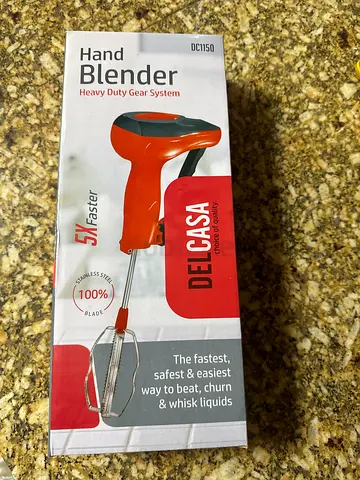 DC1150
Hand
Blender
Heavy Duty Gear System
5X Faster
DELCASA
choice of quality
STAINLESS STEEL
100%
BLADE
The fastest,
safest & easiest
way to beat, churn
& whisk liquids